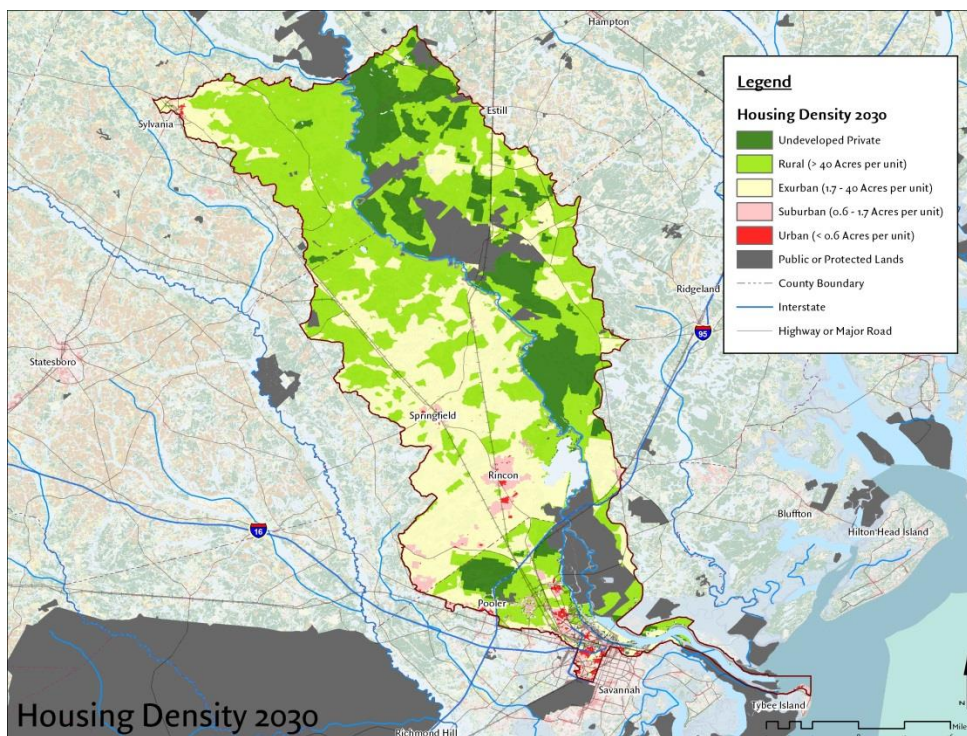 Hampton
Legend
Housing Density 2030
Undeveloped Private
Rural (> 40 Acres per unit)
Exurban (1.7 - 40 Acres per unit)
Suburban (0.6 - 1.7 Acres per unit)
Urban (< 0.6 Acres per unit)
Public or Protected Lands
County Boundary
Interstate
Highway or Major Road
Estill
Sylvania
Ridgeland
95
Statesboro
Springfield
Rincon
Bluffton
Hilton Head Island
16
Pooler
Savannah
Tybee Island
N
Housing Density 2030
Richmond Hill
Mile